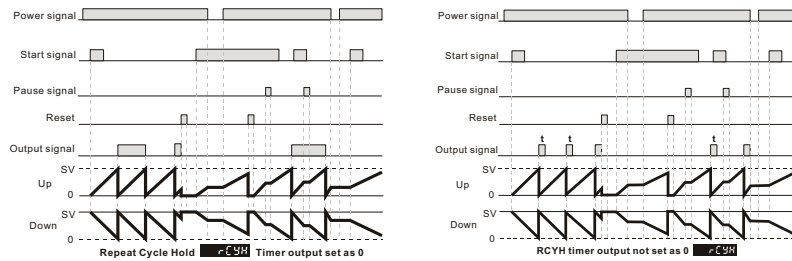 Power signal
Start signal
Pause signal
Reset
Output signal
SV
Up
0
SV
Down
0
Repeat Cycle Hold rCYH Timer output set as 0
Power signal
Start signal
Pause signal
Reset
t t t
Output signal
SV
Up
0
SV
Down
0
RCYH timer output not set as 0 rCYH